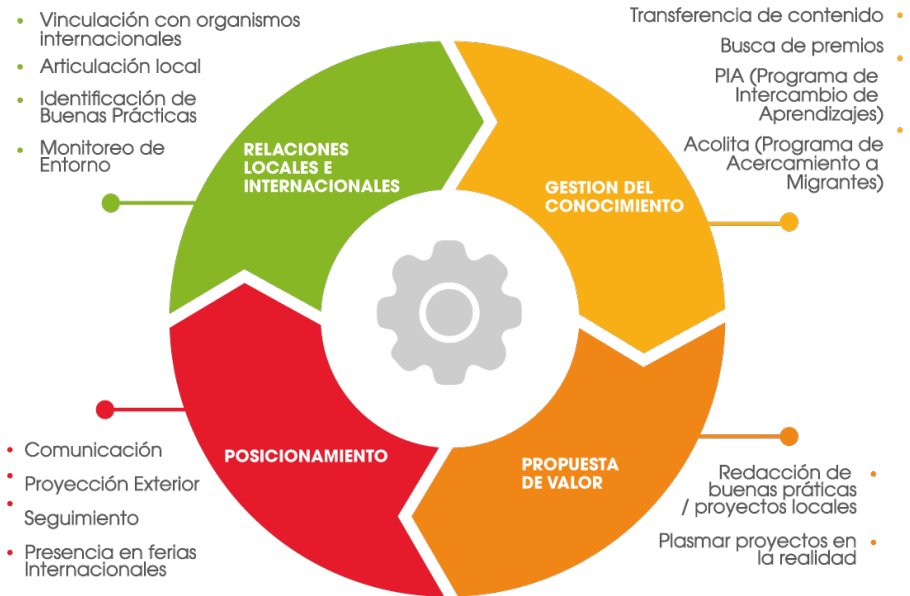 Vinculación con organismos
internacionales
Articulación local
Identificación de
Buenas Prácticas
Monitoreo de
Entorno
Transferencia de contenido
Busca de premios
PIA (Programa de
Intercambio de
Aprendizajes)
Acolita (Programa de
Acercamiento a
Migrantes)
RELACIONES
LOCALES E
INTERNACIONALES
GESTION DEL
CONOCIMIENTO
POSICIONAMIENTO
PROPUESTA
DE VALOR
Comunicación
Proyección Exterior
Seguimiento
Presencia en ferias
Internacionales
Redacción de
buenas práticas
/ proyectos locales
Plasmar proyectos en
la realidad